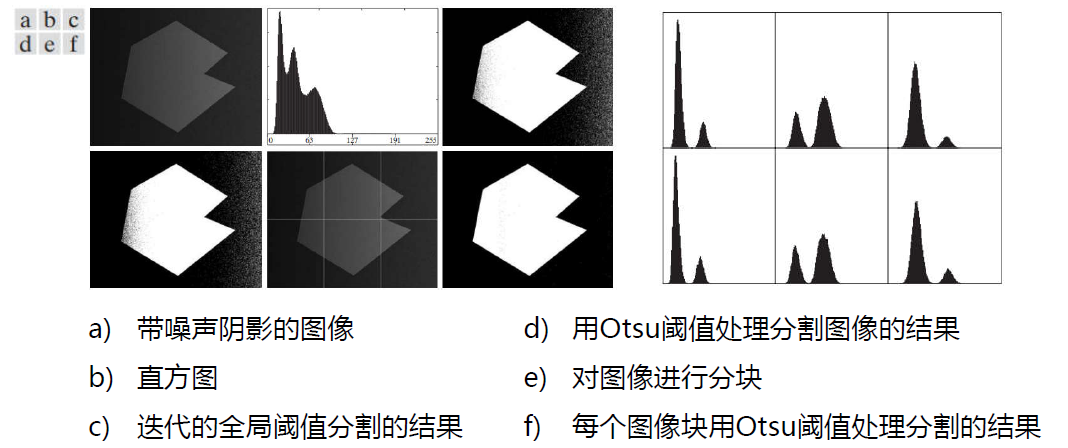 a b c
d e f
0 63 127 191 255
a) 带噪声阴影的图像
b) 直方图
c) 迭代的全局阈值分割的结果
d) 用Otsu阈值处理分割图像的结果
e) 对图像进行分块
f) 每个图像块用Otsu阈值处理分割的结果